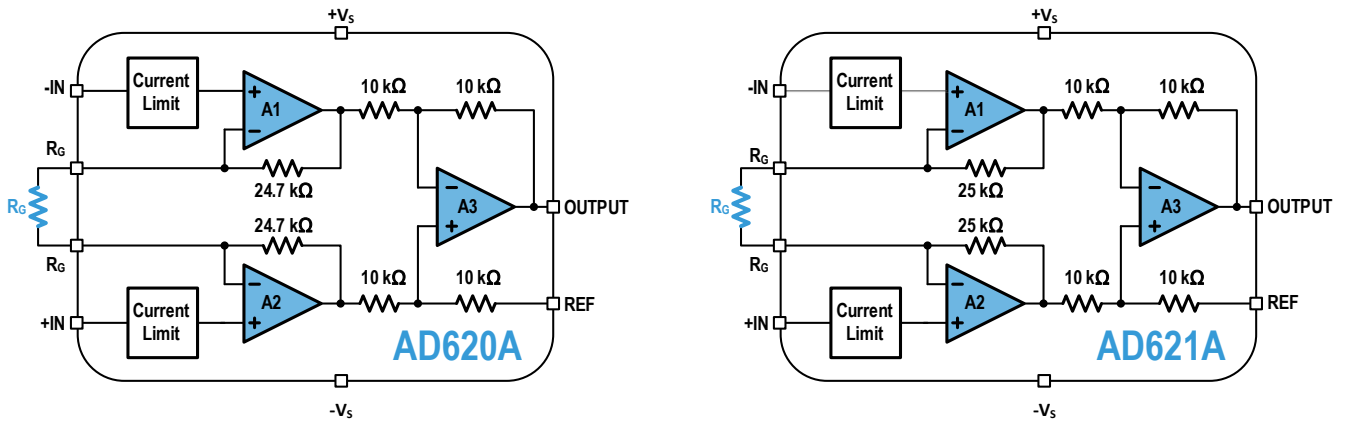 +Vs
-IN
Current
Limit
A1
10 kΩ
10 kΩ
RG
24.7 kΩ
RG
A3
OUTPUT
24.7 kΩ
RG
A2
10 kΩ
10 kΩ
REF
+IN
Current
Limit
AD620A
-Vs
+Vs
-IN
Current
Limit
A1
10 kΩ
10 kΩ
RG
25 kΩ
RG
A3
OUTPUT
25 kΩ
RG
A2
10 kΩ
10 kΩ
REF
+IN
Current
Limit
AD621A
-Vs